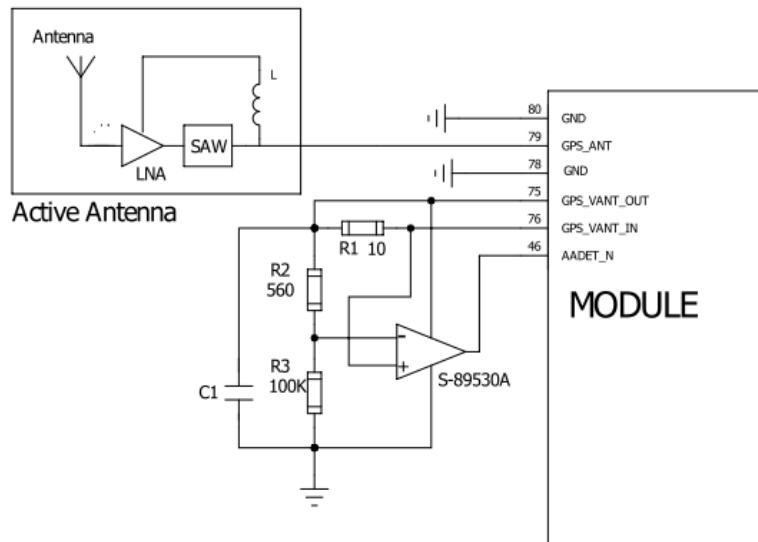 Antenna
L
LNA
SAW
Active Antenna
80 GND
79 GPS_ANT
78 GND
75 GPS_VANT_OUT
76 GPS_VANT_IN
46 AADET_N
MODULE
R1 10
R2
560
-
+
S-89530A
R3
100K
C1